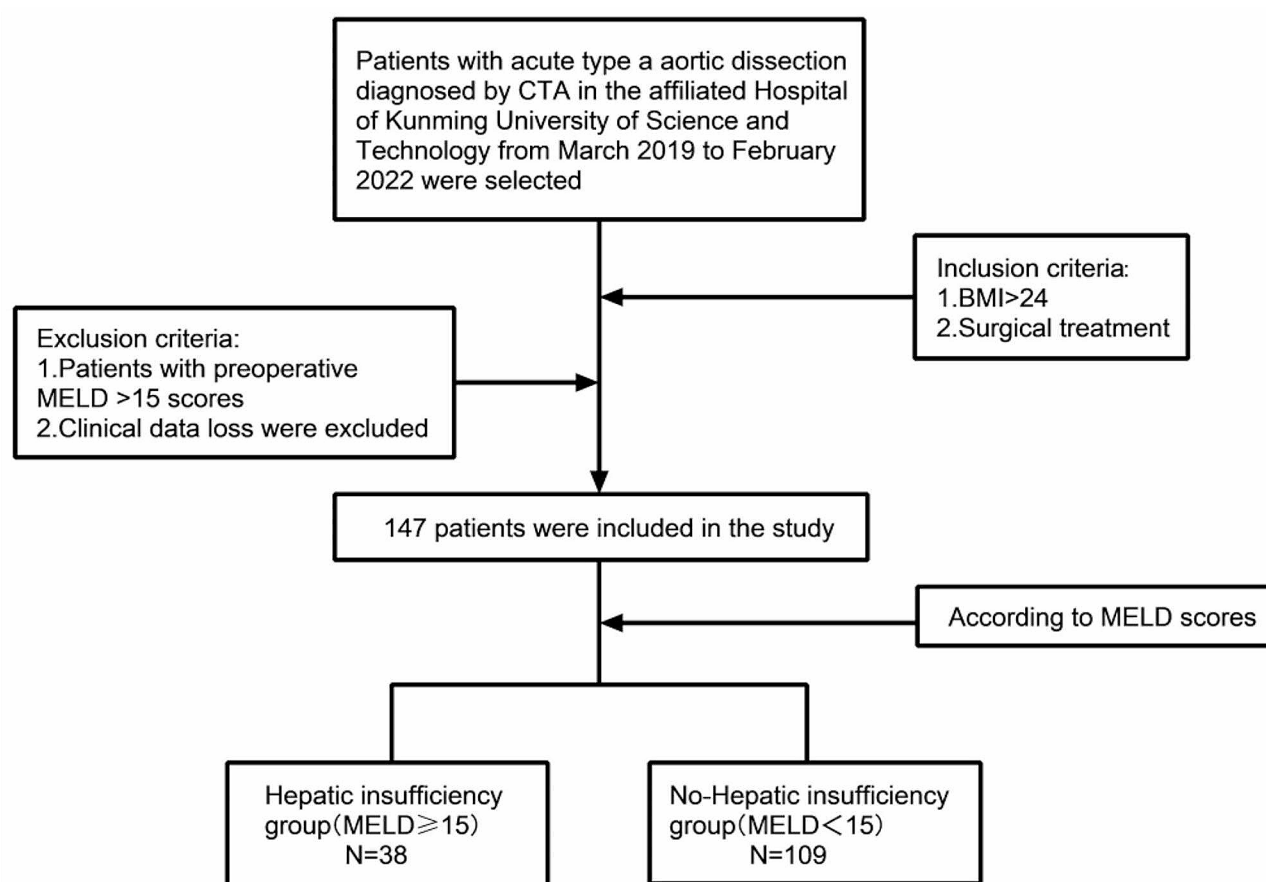 Patients with acute type a aortic dissection
diagnosed by CTA in the affiliated Hospital
of Kunming University of Science and
Technology from March 2019 to February
2022 were selected
Inclusion criteria:
1.BMI>24
2.Surgical treatment
Exclusion criteria:
1.Patients with preoperative
MELD >15 scores
2.Clinical data loss were excluded
147 patients were included in the study
According to MELD scores
Hepatic insufficiency
group(MELD≥15)
N=38
No-Hepatic insufficiency
group(MELD<15)
N=109